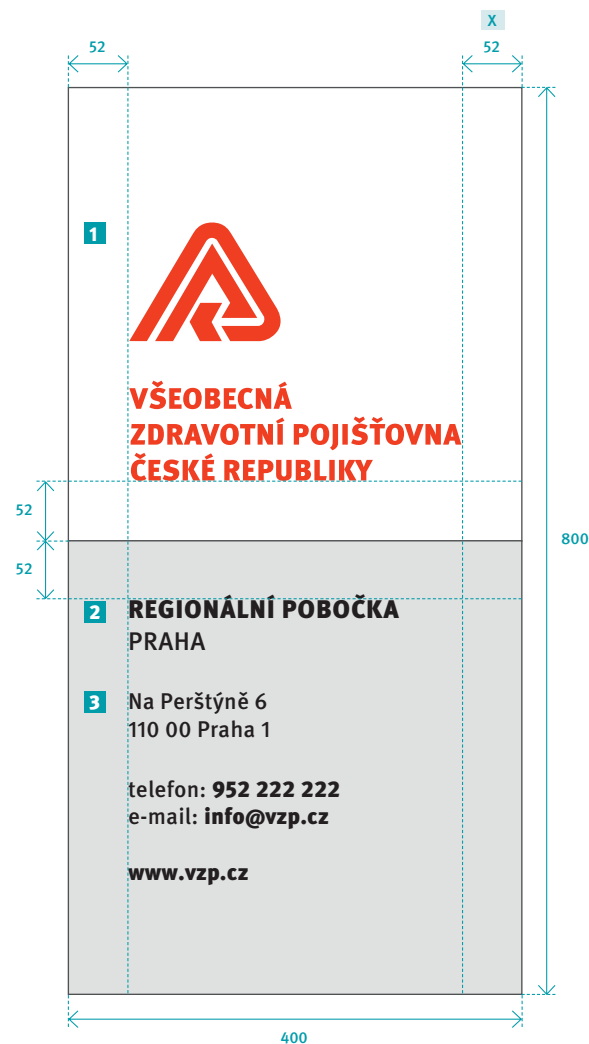 X
52
52
1
VŠEOBECNÁ
ZDRAVOTNÍ POJIŠŤOVNA
ČESKÉ REPUBLIKY
52
800
52
2 REGIONÁLNÍ POBOČKA
PRAHA
3 Na Perštýně 6
110 00 Praha 1
telefon: 952 222 222
e-mail: info@vzp.cz
www.vzp.cz
400